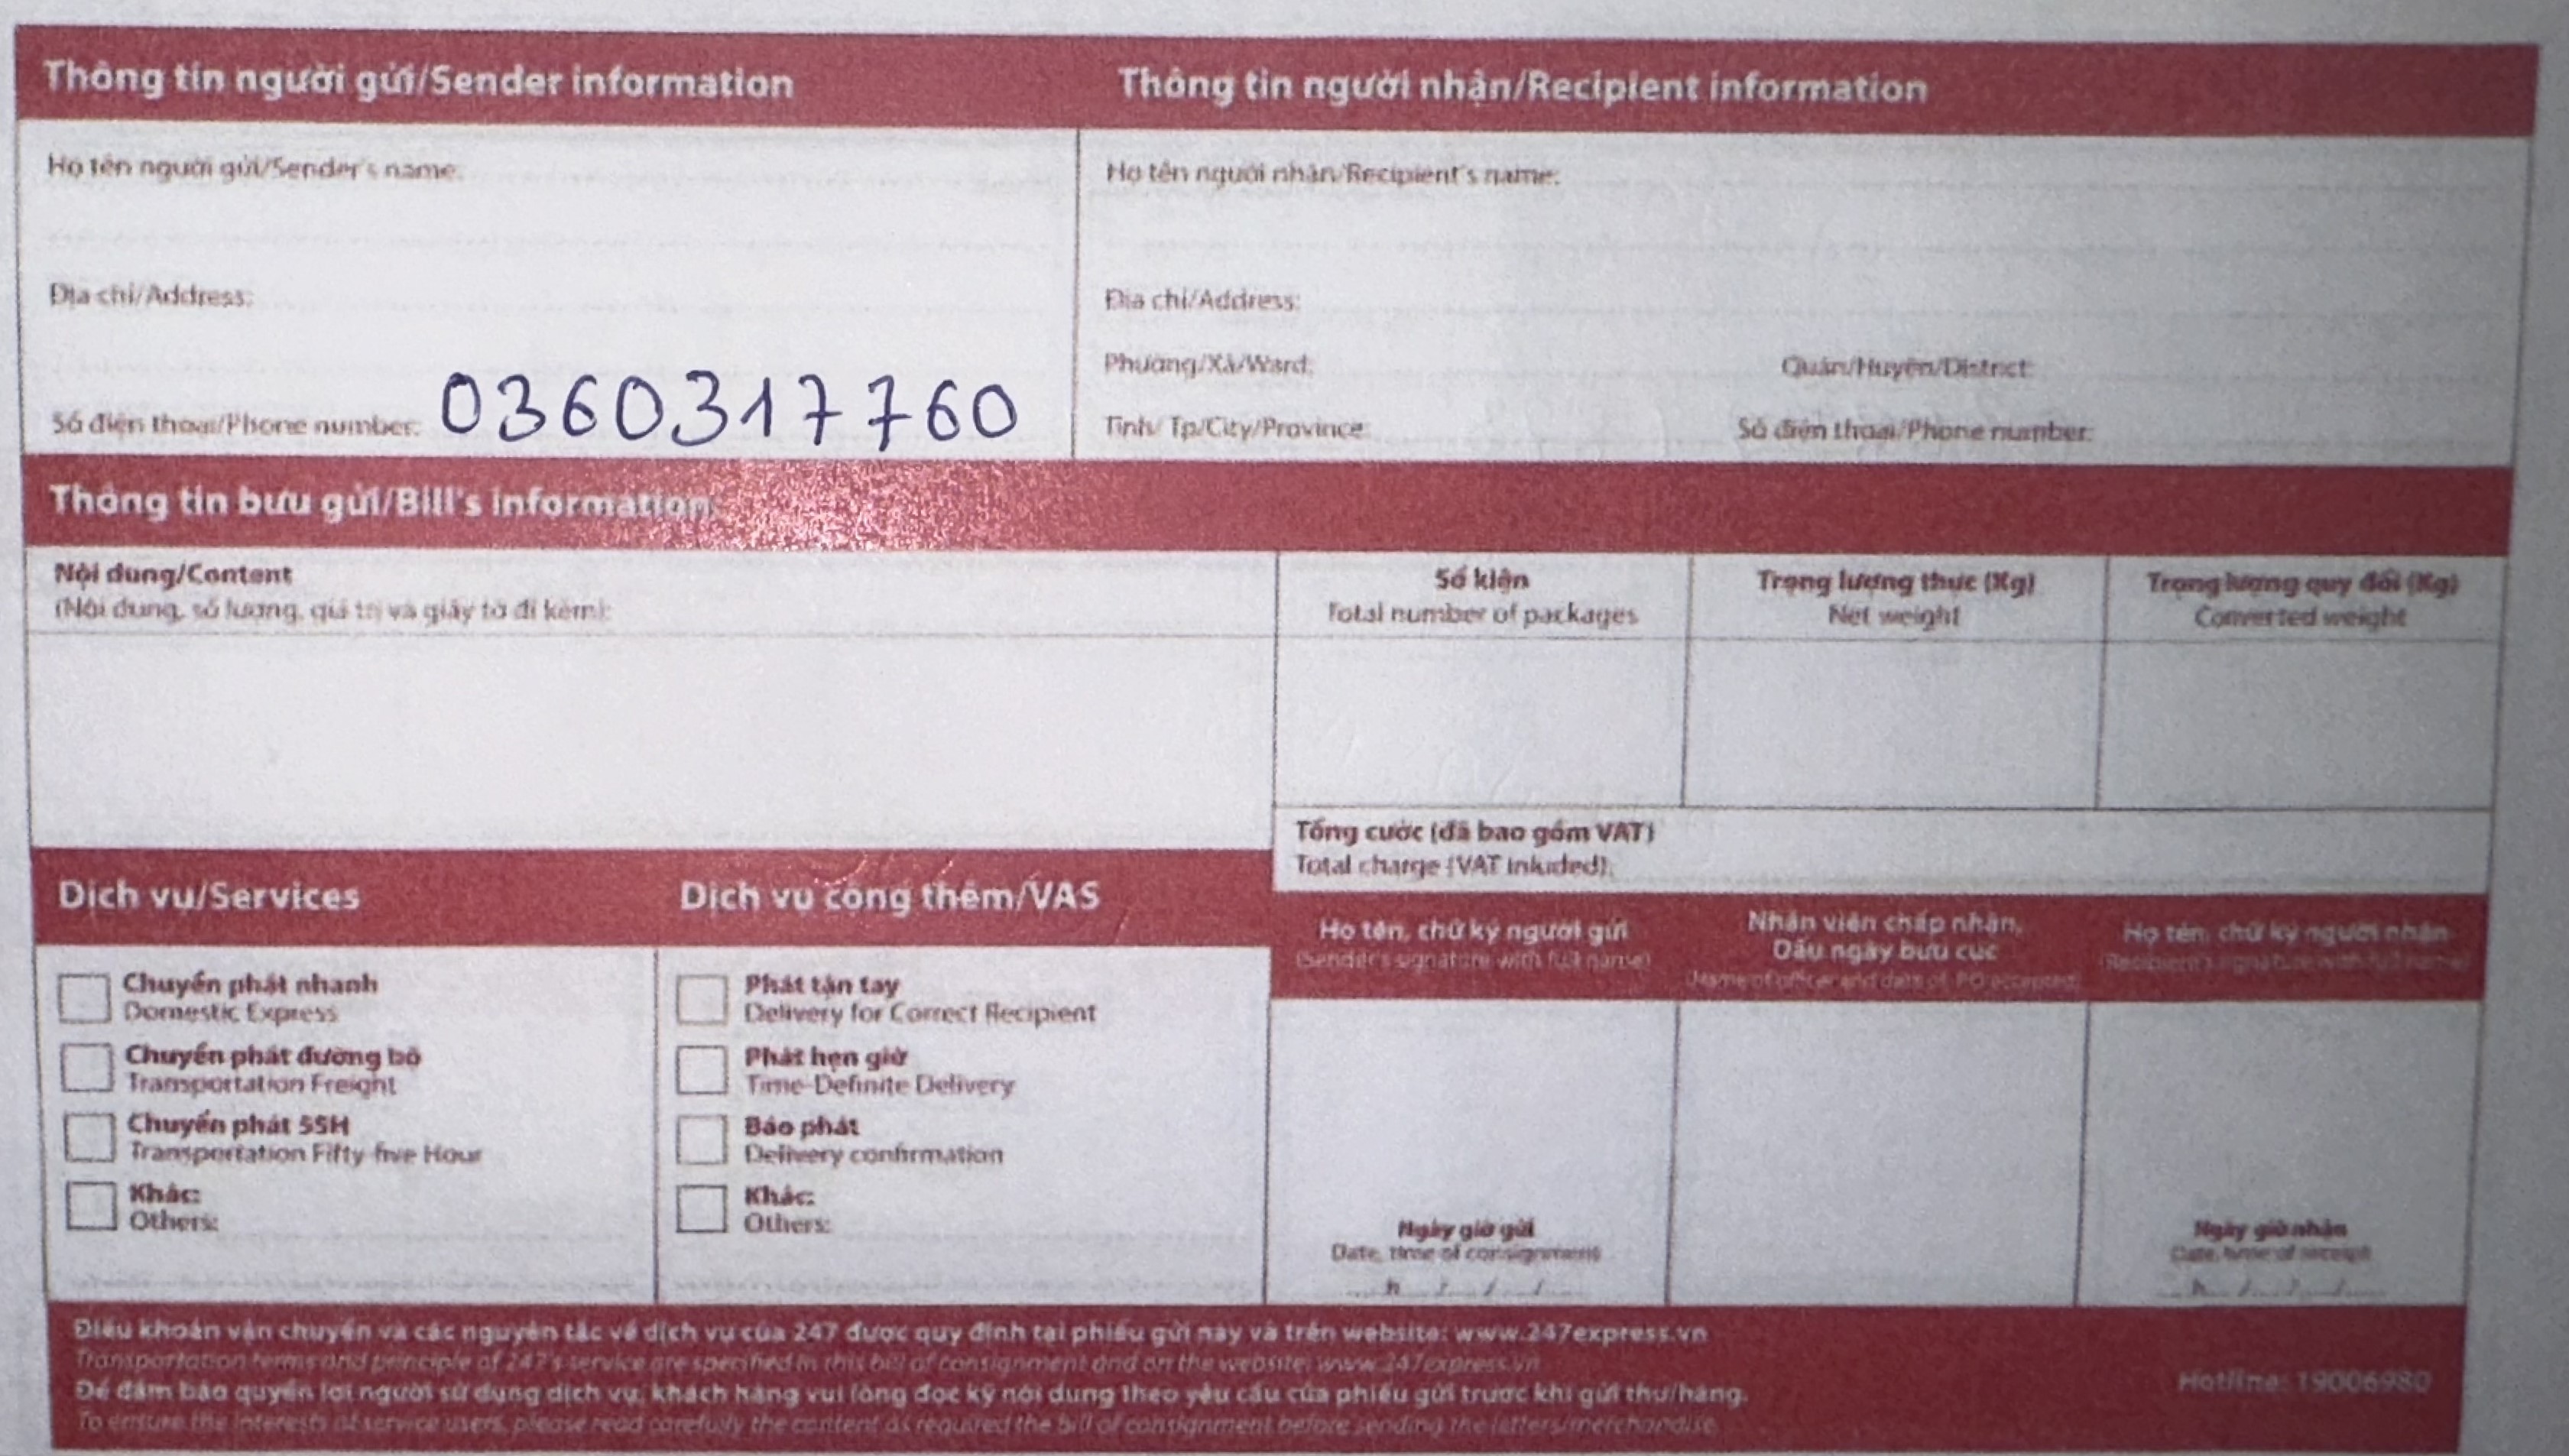 Thông tin người gửi/Sender information
Thông tin người nhận/Recipient information
Họ tên người gửi/Sender's name:
Địa chỉ/Address:
Số điện thoại/Phone number: 0360317760
Họ tên người nhận/Recipient's name:
Địa chỉ/Address:
Phường/Xã/Ward: Quận/Huyện/District:
Tỉnh/ Tp/City/Province: Số điện thoại/Phone number:
Thông tin bưu gửi/Bill's information:
Nội dung/Content
(Nội dung, số lượng, giá trị và giấy tờ đi kèm):
Số kiện
Total number of packages
Trọng lượng thực (Kg)
Net weight
Trọng lượng quy đổi (Kg)
Converted weight
Tổng cước (đã bao gồm VAT)
Total charge (VAT inluded):
Dịch vụ/Services
Chuyển phát nhanh
Domestic Express
Chuyển phát đường bộ
Transportation Freight
Chuyển phát 55H
Transportation Fifty-five Hour
Khác:
Others:
Dịch vụ cộng thêm/VAS
Phát tận tay
Delivery for Correct Recipient
Phát hẹn giờ
Time-Definite Delivery
Báo phát
Delivery confirmation
Khác:
Others:
Họ tên, chữ ký người gửi
(Sender's signature with full name)
Nhân viên chấp nhận,
Dấu ngày bưu cục
(Name of officer and date of PO accepted)
Họ tên, chữ ký người nhận
(Recipient's signature with full name)
Ngày giờ gửi
Date, time of consignment
h / / /
Ngày giờ nhận
Date, time of receipt
h / / /
Điều khoản vận chuyển và các nguyên tắc về dịch vụ của 247 được quy định tại phiếu gửi này và trên website: www.247express.vn
Transportation terms and principle of 247's service are specified in this bill of consignment and on the website: www.247express.vn
Để đảm bảo quyền lợi người sử dụng dịch vụ, khách hàng vui lòng đọc kỹ nội dung theo yêu cầu của phiếu gửi trước khi gửi thư/hàng.
To ensure the interests of service users, please read carefully the content as required the bill of consignment before sending the letters/merchandise
Hotline: 19006980